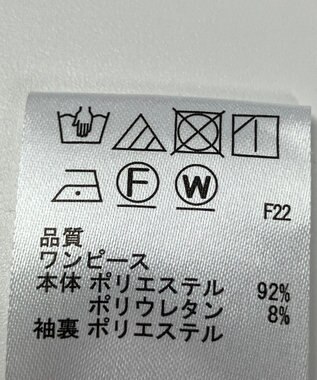 F
W
F22
品質
ワンピース
本体 ポリエステル 92%
ポリウレタン 8%
袖裏 ポリエステル